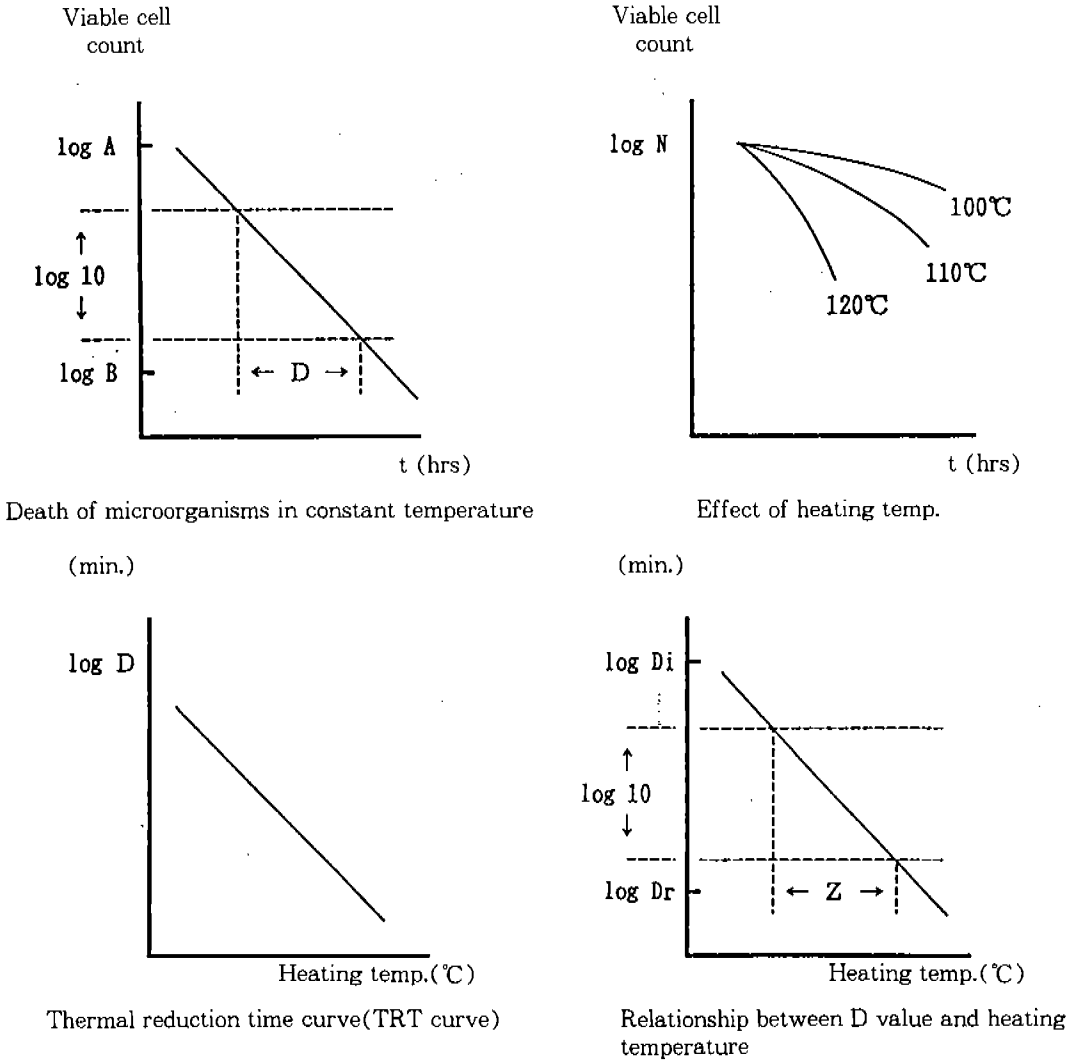 Viable cell
count
log A
↑
log 10
↓
log B
← D →
t (hrs)
Death of microorganisms in constant temperature
Viable cell
count
log N
100℃
110℃
120℃
t (hrs)
Effect of heating temp.
(min.)
log D
Heating temp.(℃)
Thermal reduction time curve(TRT curve)
(min.)
log Di
↑
log 10
↓
log Dr
← Z →
Heating temp.(℃)
Relationship between D value and heating
temperature